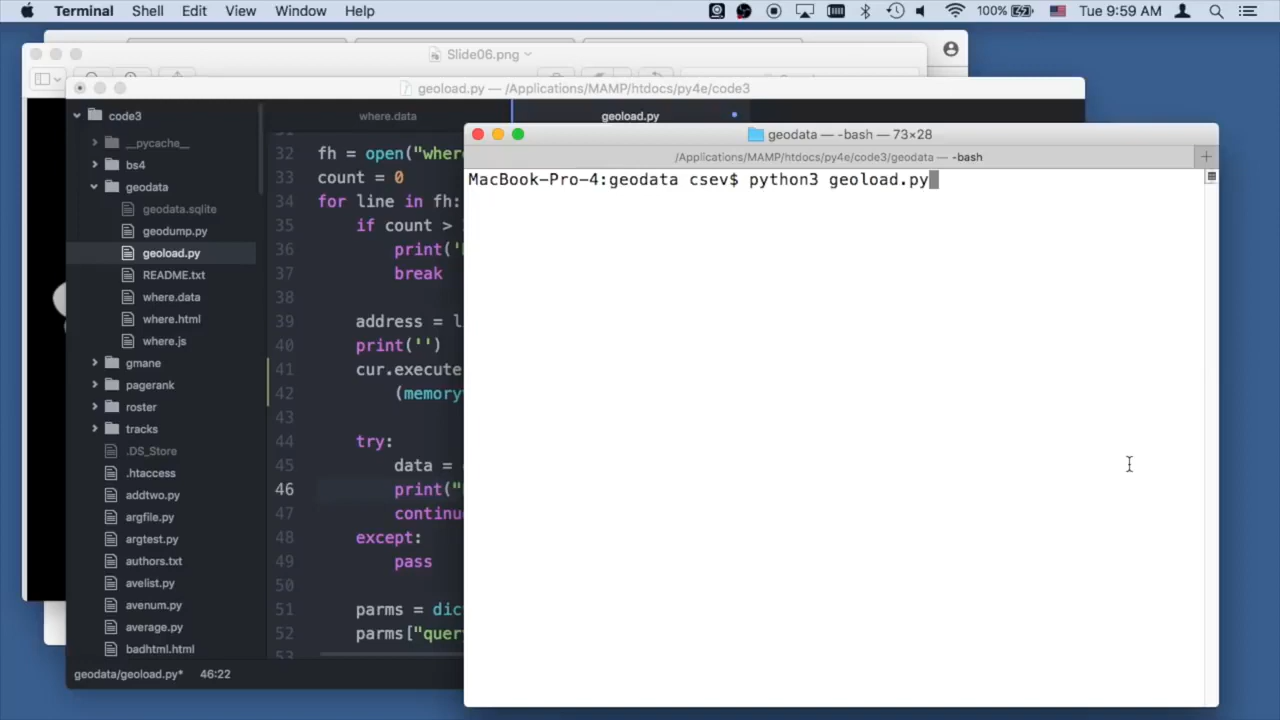 Terminal Shell Edit View Window Help 100% Tue 9:59 AM
Slide06.png
geoload.py — /Applications/MAMP/htdocs/py4e/code3
code3
__pycache__
bs4
geodata
geodata.sqlite
geodump.py
geoload.py
README.txt
where.data
where.html
where.js
gmane
pagerank
roster
tracks
.DS_Store
.htaccess
addtwo.py
argfile.py
argtest.py
authors.txt
avelist.py
avenum.py
average.py
badhtml.html
where.data
geoload.py
32 fh = open("where
33 count = 0
34 for line in fh:
35 if count >
36 print('
37 break
38
39 address = l
40 print('')
41 cur.execute
42 (memory
43
44 try:
45 data =
46 print("
47 continu
48 except:
49 pass
50
51 parms = dic
52 parms["quer
53
geodata/geoload.py* 46:22
geodata — -bash — 73×28
/Applications/MAMP/htdocs/py4e/code3/geodata — -bash
MacBook-Pro-4:geodata csev$ python3 geoload.py